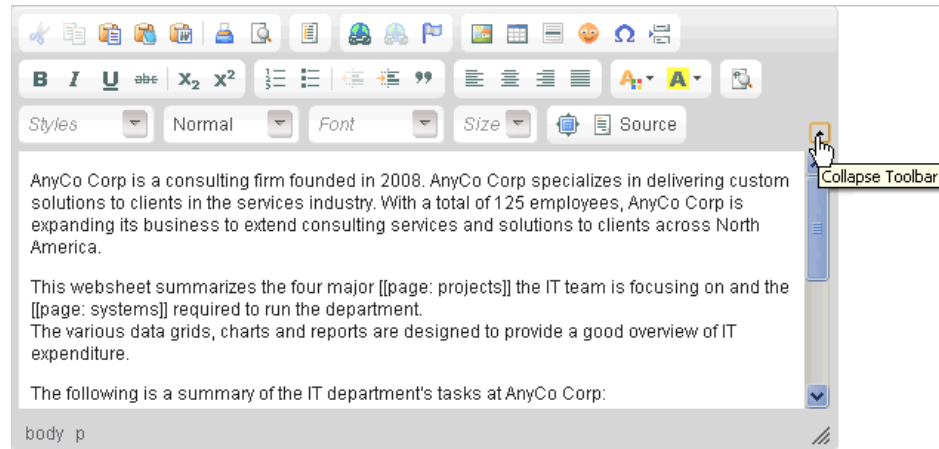 B I U abc X₂ X²
A A
Styles Normal Font Size Source
Collapse Toolbar
AnyCo Corp is a consulting firm founded in 2008. AnyCo Corp specializes in delivering custom
solutions to clients in the services industry. With a total of 125 employees, AnyCo Corp is
expanding its business to extend consulting services and solutions to clients across North
America.
This websheet summarizes the four major [[page: projects]] the IT team is focusing on and the
[[page: systems]] required to run the department.
The various data grids, charts and reports are designed to provide a good overview of IT
expenditure.
The following is a summary of the IT department's tasks at AnyCo Corp:
body p